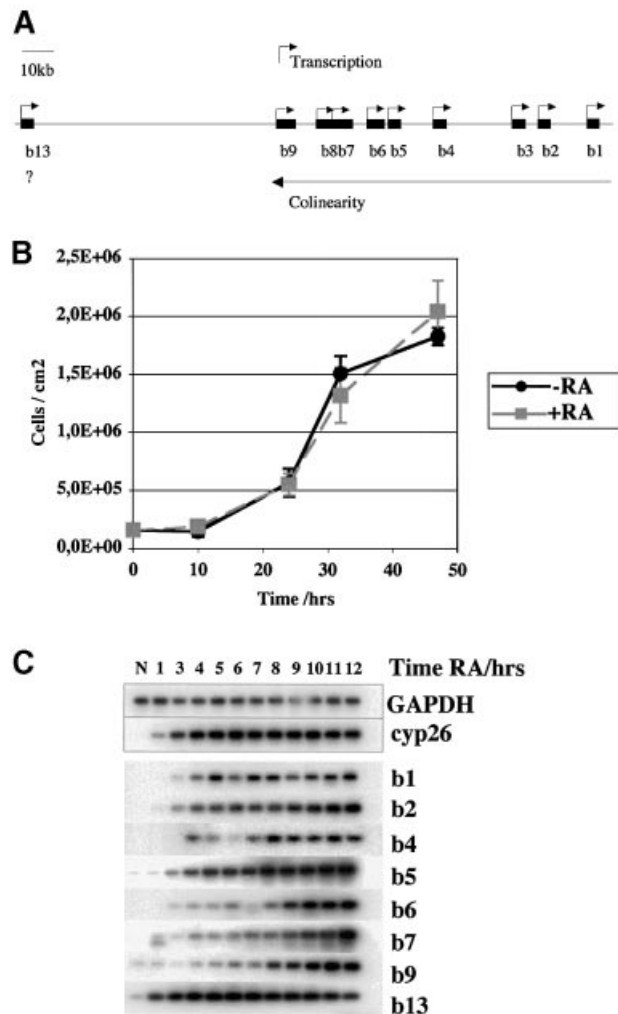 A
10kb
Transcription
b13 b9 b8b7 b6 b5 b4 b3 b2 b1
?
Colinearity
B
2,5E+06
2,0E+06
1,5E+06
1,0E+06
5,0E+05
0,0E+00
Cells / cm2
0 10 20 30 40 50
Time /hrs
-RA
+RA
C
N 1 3 4 5 6 7 8 9 10 11 12 Time RA/hrs
GAPDH
cyp26
b1
b2
b4
b5
b6
b7
b9
b13